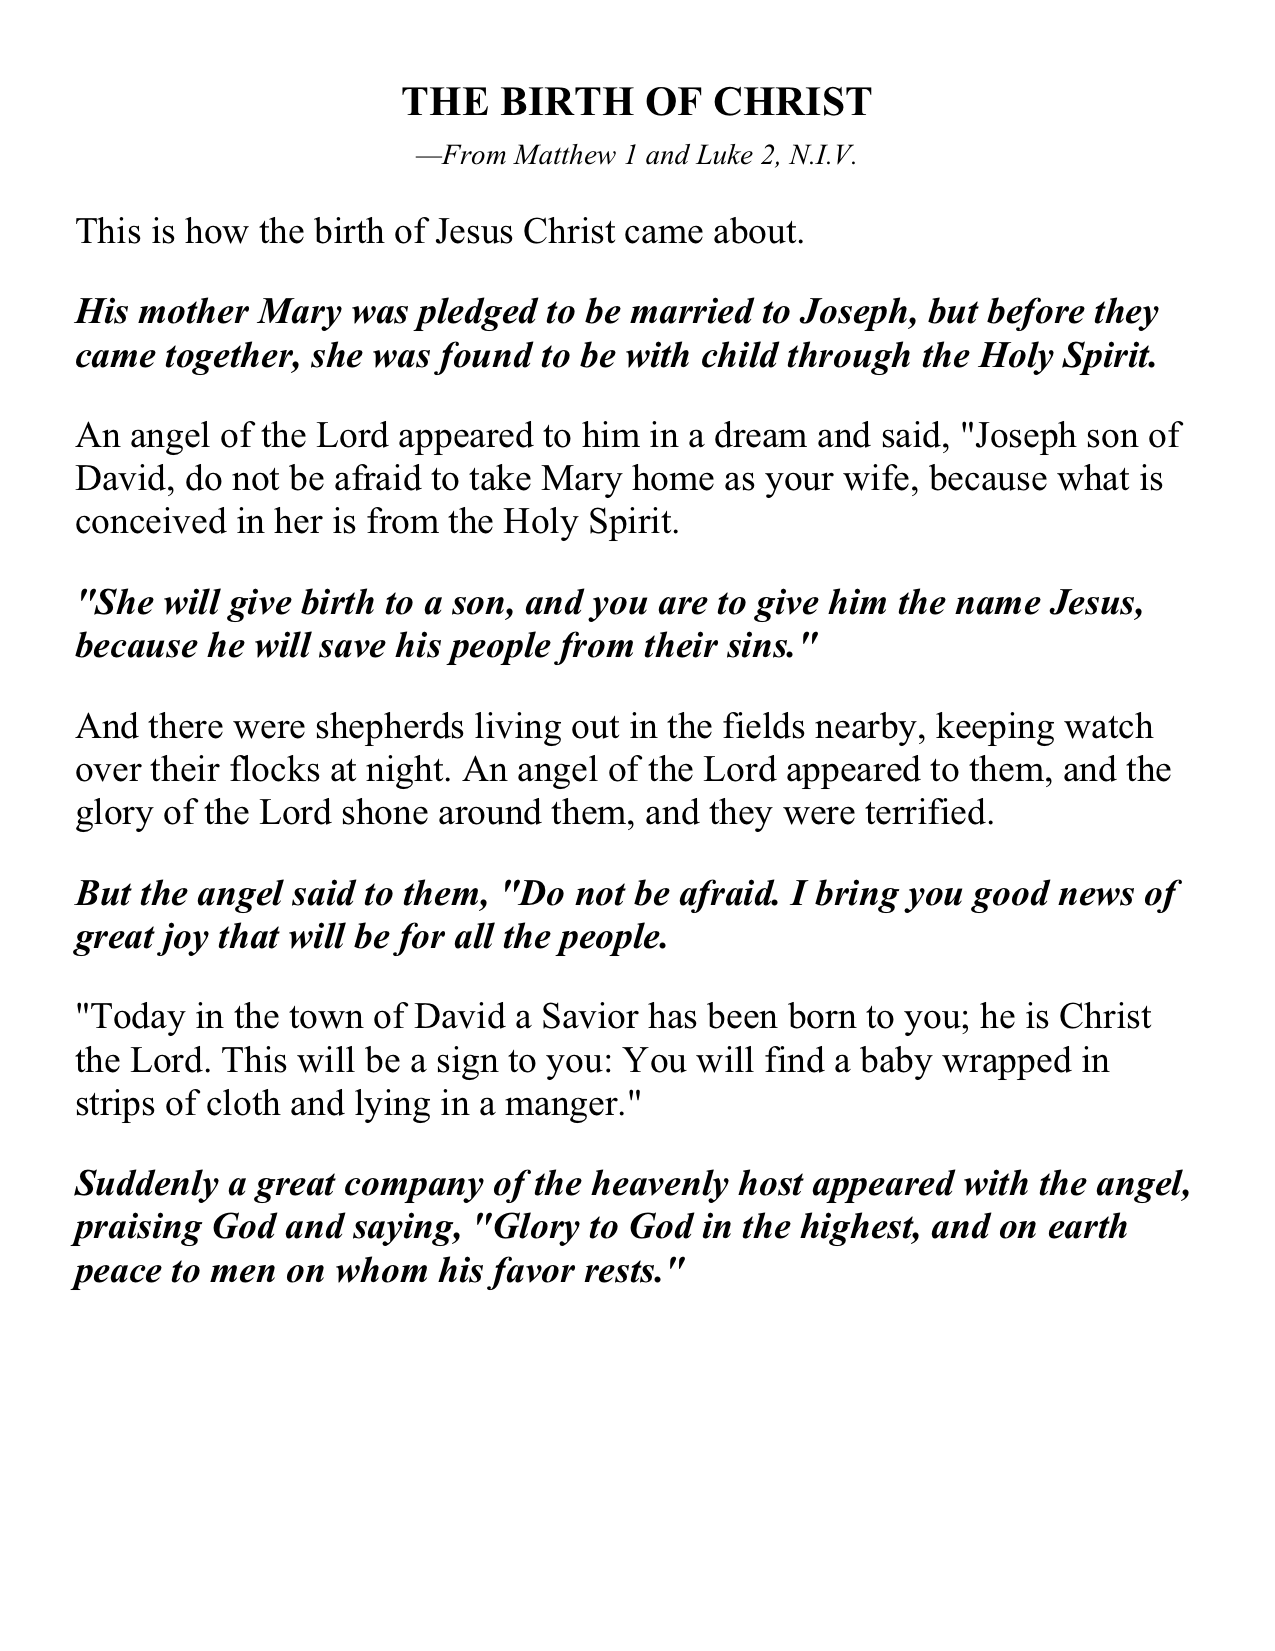 THE BIRTH OF CHRIST
—From Matthew 1 and Luke 2, N.I.V.
This is how the birth of Jesus Christ came about.
His mother Mary was pledged to be married to Joseph, but before they
came together, she was found to be with child through the Holy Spirit.
An angel of the Lord appeared to him in a dream and said, "Joseph son of
David, do not be afraid to take Mary home as your wife, because what is
conceived in her is from the Holy Spirit.
"She will give birth to a son, and you are to give him the name Jesus,
because he will save his people from their sins."
And there were shepherds living out in the fields nearby, keeping watch
over their flocks at night. An angel of the Lord appeared to them, and the
glory of the Lord shone around them, and they were terrified.
But the angel said to them, "Do not be afraid. I bring you good news of
great joy that will be for all the people.
"Today in the town of David a Savior has been born to you; he is Christ
the Lord. This will be a sign to you: You will find a baby wrapped in
strips of cloth and lying in a manger."
Suddenly a great company of the heavenly host appeared with the angel,
praising God and saying, "Glory to God in the highest, and on earth
peace to men on whom his favor rests."